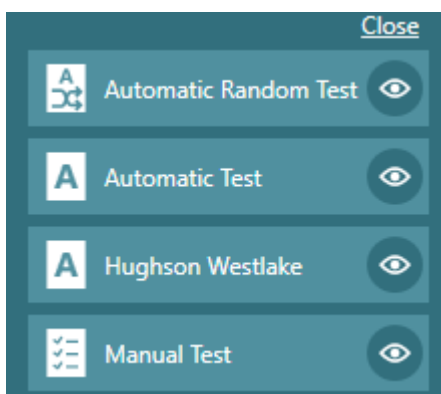 Close
A
Automatic Random Test
A
Automatic Test
A
Hughson Westlake
Manual Test